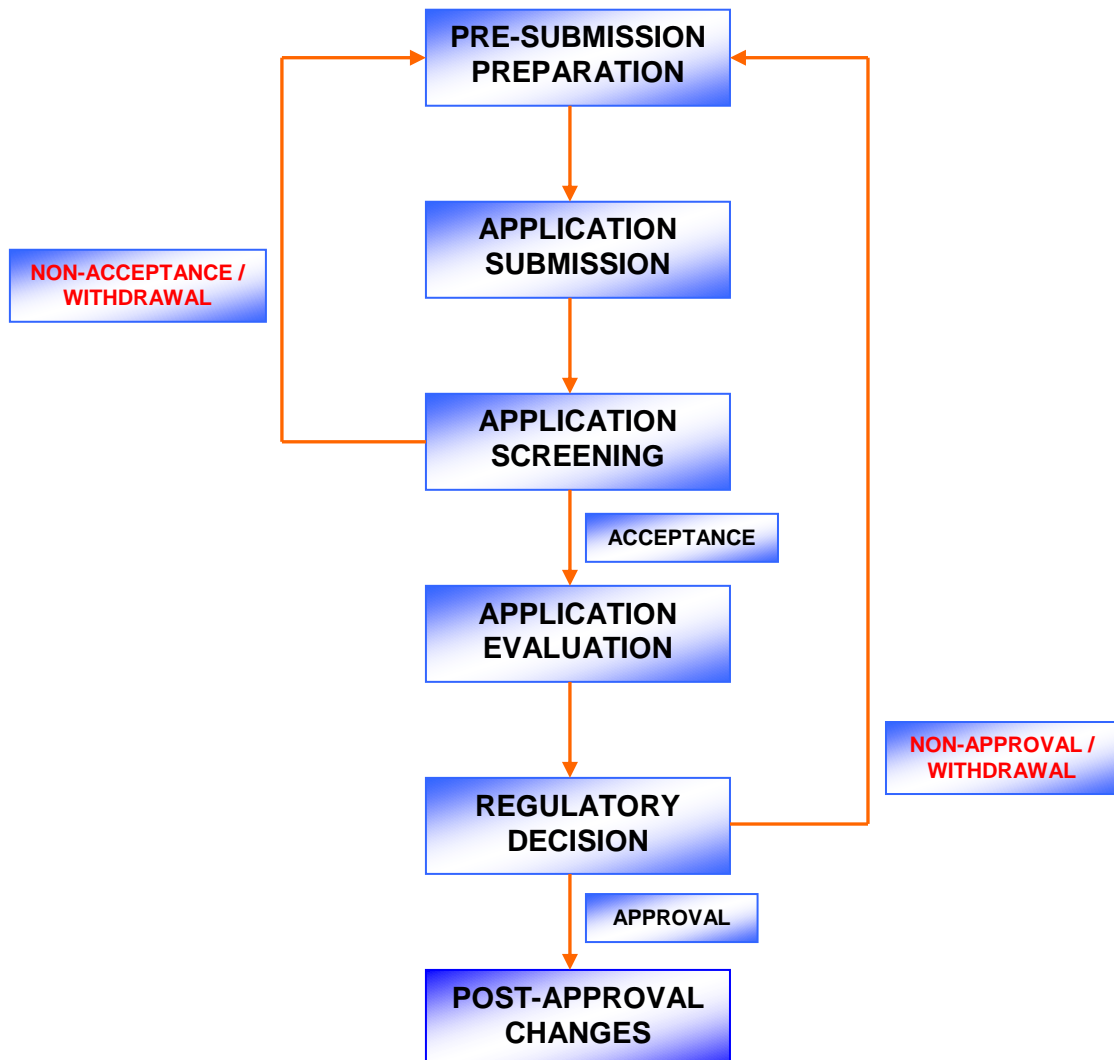 PRE-SUBMISSION
PREPARATION
APPLICATION
SUBMISSION
NON-ACCEPTANCE /
WITHDRAWAL
APPLICATION
SCREENING
ACCEPTANCE
APPLICATION
EVALUATION
NON-APPROVAL /
WITHDRAWAL
REGULATORY
DECISION
APPROVAL
POST-APPROVAL
CHANGES